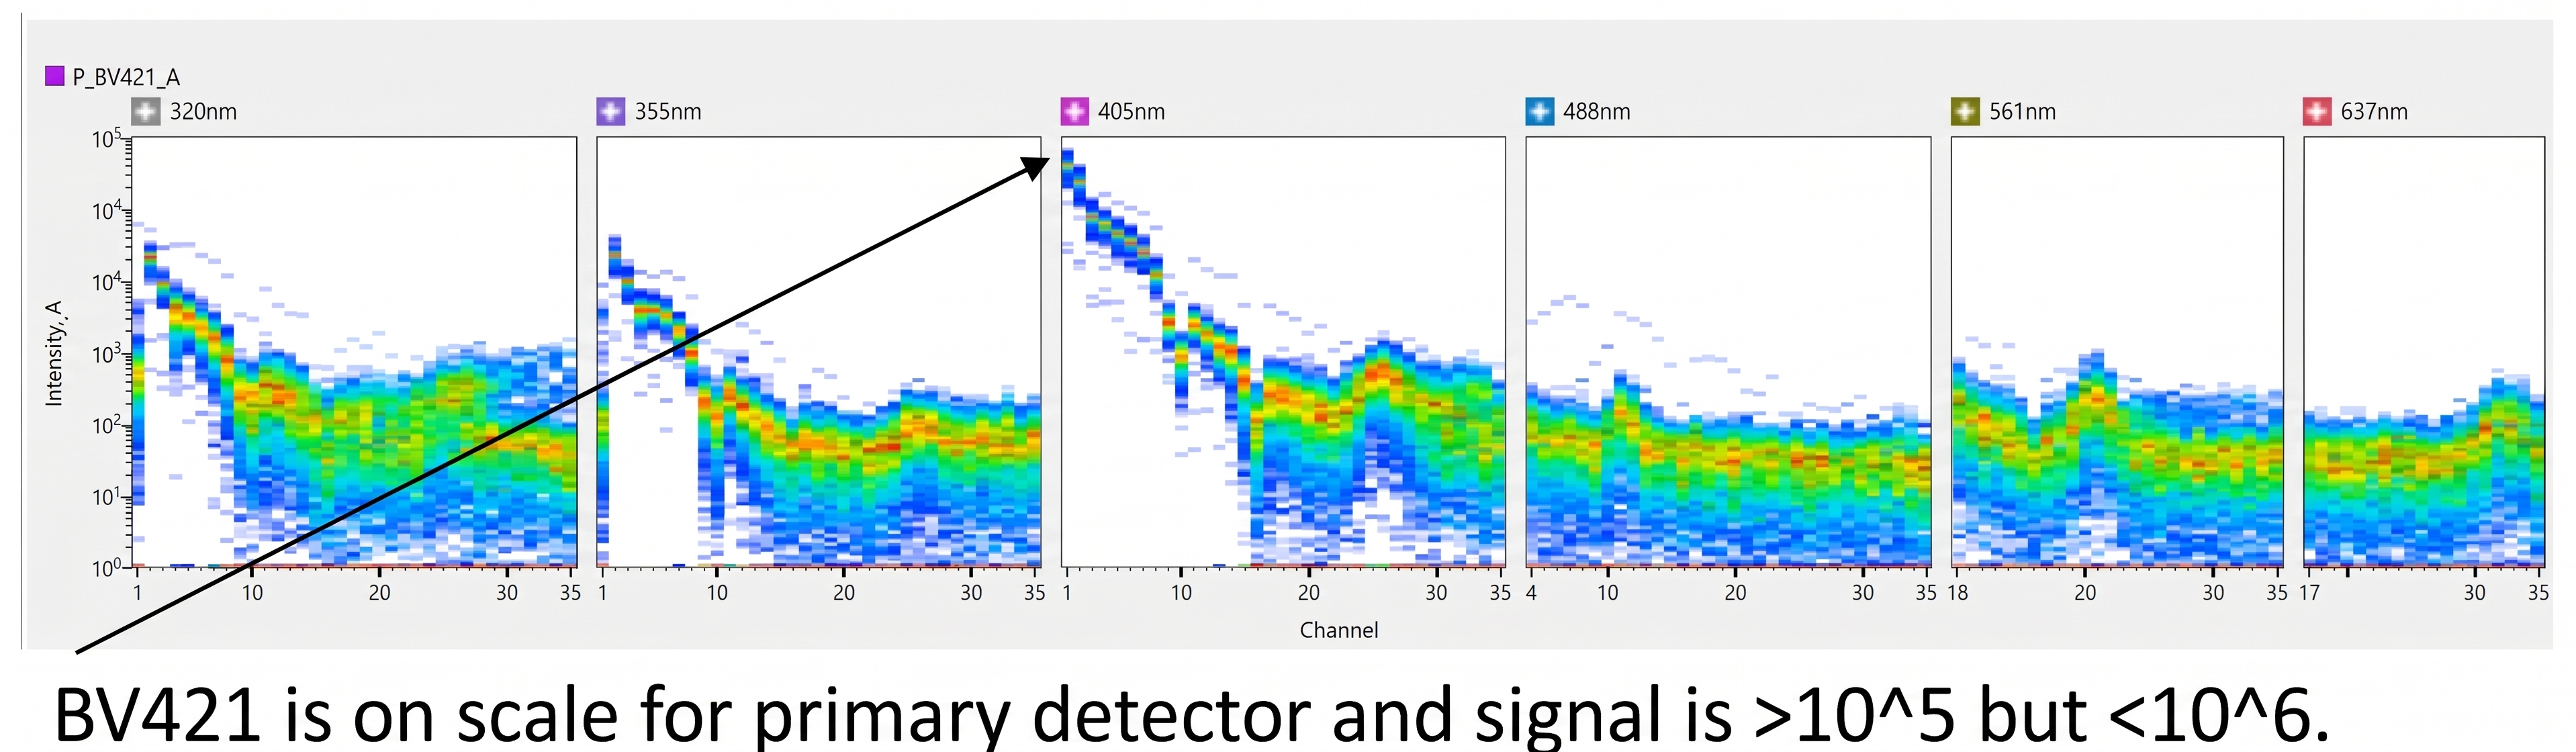 P_BV421_A
320nm 355nm 405nm 488nm 561nm 637nm
10^5
10^4
10^4
10^3
10^2
10^1
10^0
Intensity, A
1 10 20 30 35 1 10 20 30 35 1 10 20 30 35 4 10 20 30 35 18 20 30 35 17 30 35
Channel
BV421 is on scale for primary detector and signal is >10^5 but <10^6.